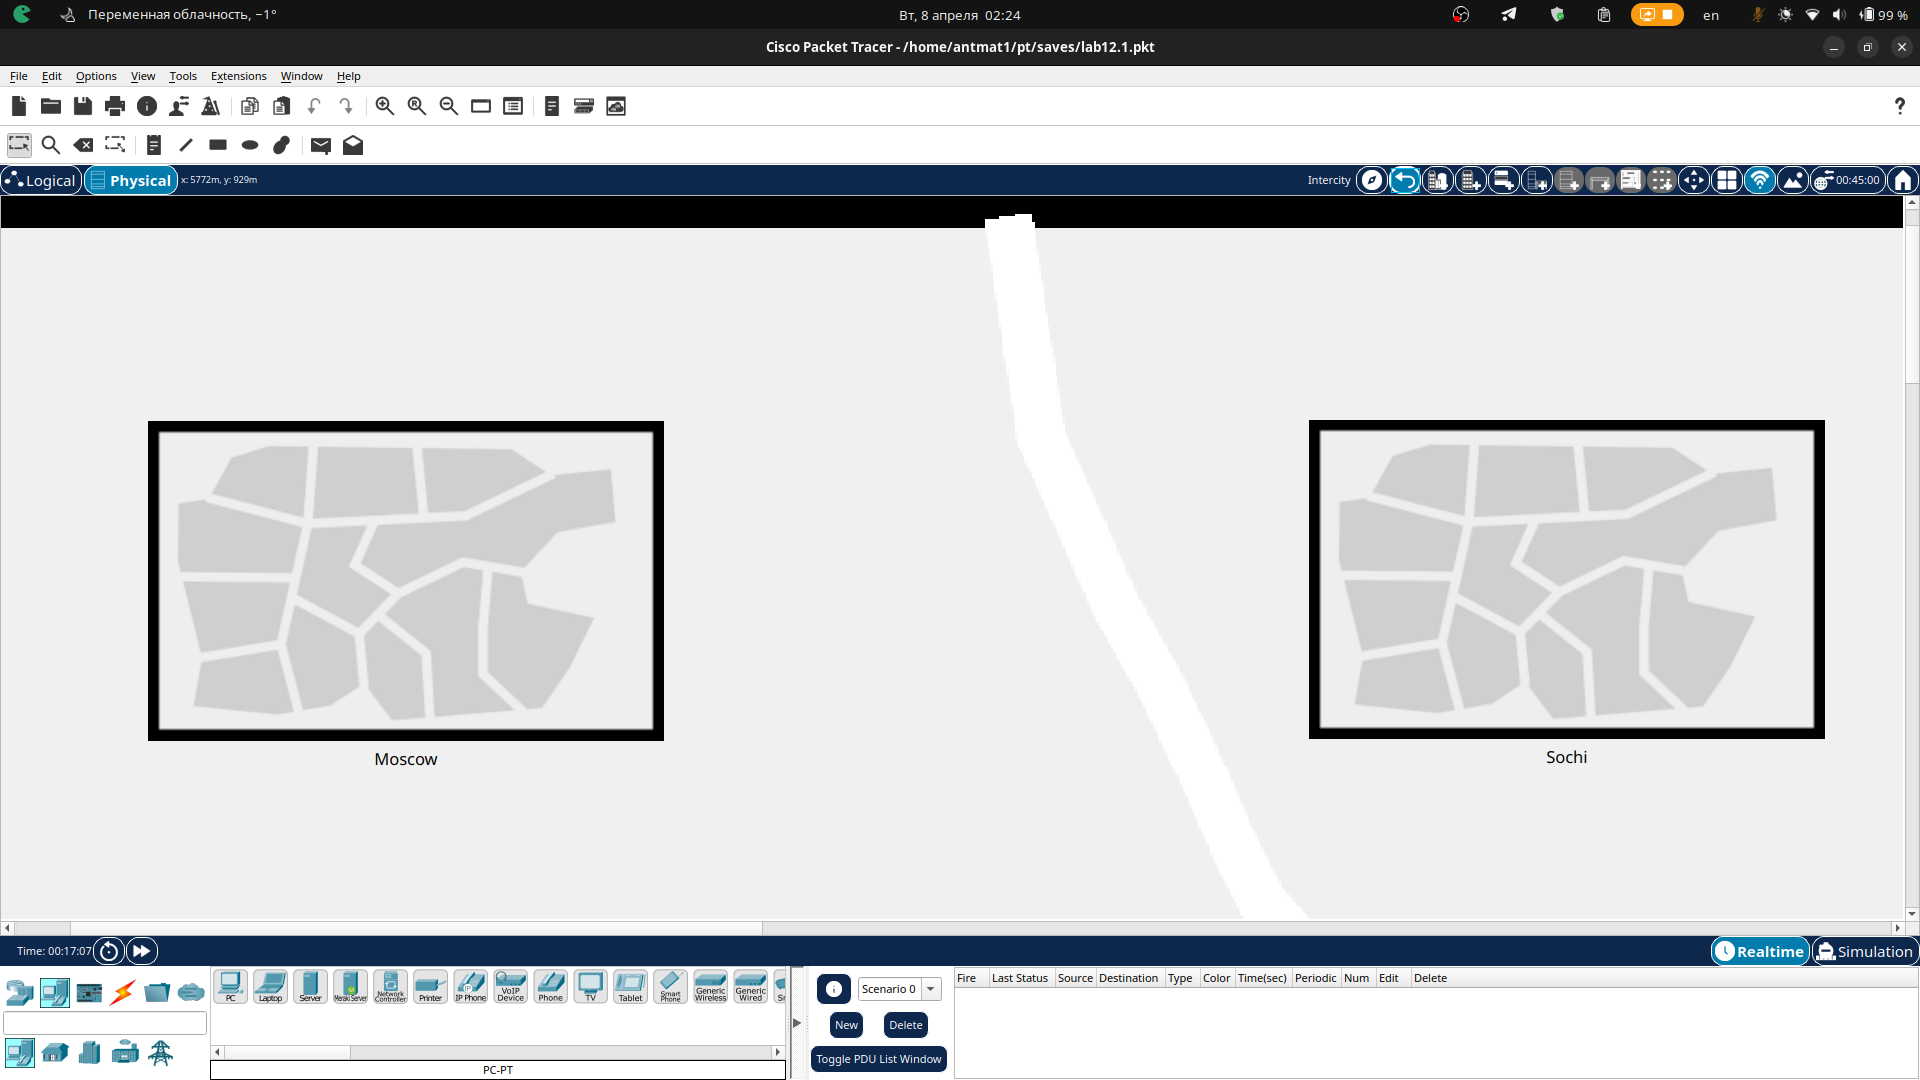 Переменная облачность, −1°
Вт, 8 апреля 02:24
en
99 %
Cisco Packet Tracer - /home/antmat1/pt/saves/lab12.1.pkt
File Edit Options View Tools Extensions Window Help
Logical
Physical
x: 5772m, y: 929m
Intercity
00:45:00
Moscow
Sochi
Time: 00:17:07
Realtime
Simulation
PC
Laptop
Server
Meraki Server
Network Controller
Printer
IP Phone
VoIP Device
Phone
TV
Tablet
Smart Phone
Generic Wireless
Generic Wired
PC-PT
Scenario 0
New
Delete
Toggle PDU List Window
Fire Last Status Source Destination Type Color Time(sec) Periodic Num Edit Delete